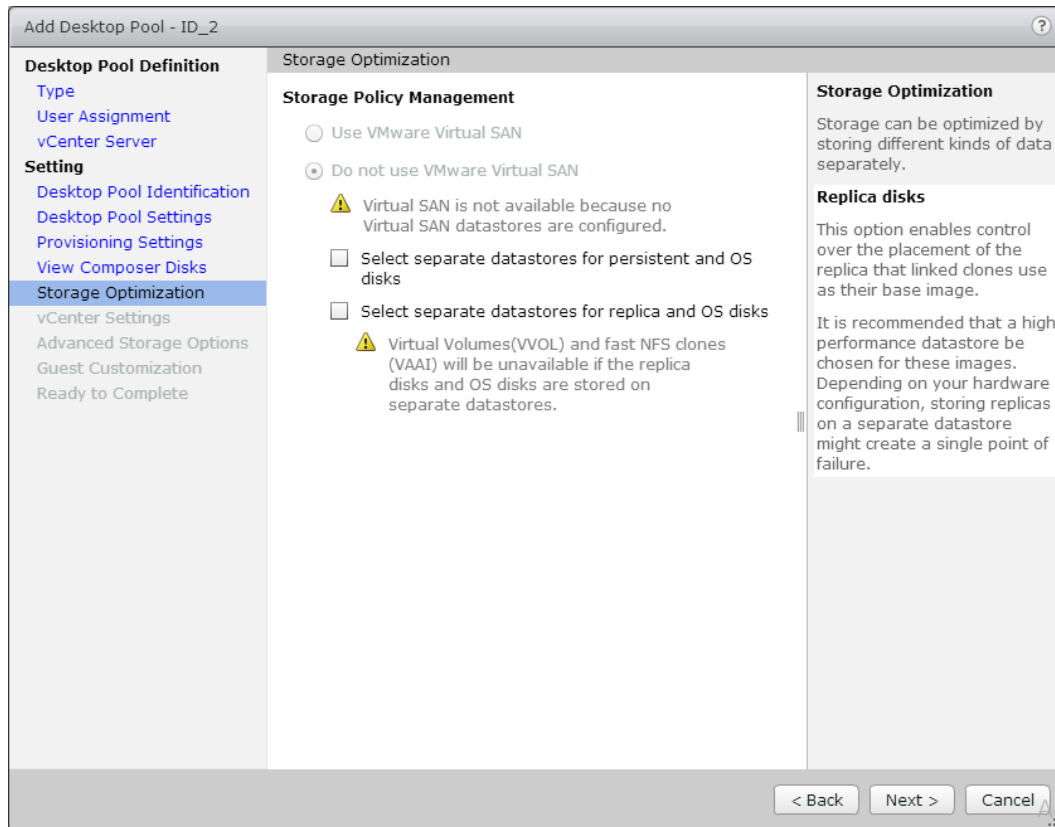 Add Desktop Pool - ID_2
?
Desktop Pool Definition
Type
User Assignment
vCenter Server
Setting
Desktop Pool Identification
Desktop Pool Settings
Provisioning Settings
View Composer Disks
Storage Optimization
vCenter Settings
Advanced Storage Options
Guest Customization
Ready to Complete
Storage Optimization
Storage Policy Management
Use VMware Virtual SAN
Do not use VMware Virtual SAN
Virtual SAN is not available because no
Virtual SAN datastores are configured.
Select separate datastores for persistent and OS
disks
Select separate datastores for replica and OS disks
Virtual Volumes(VVOL) and fast NFS clones
(VAAI) will be unavailable if the replica
disks and OS disks are stored on
separate datastores.
Storage Optimization
Storage can be optimized by
storing different kinds of data
separately.
Replica disks
This option enables control
over the placement of the
replica that linked clones use
as their base image.
It is recommended that a high
performance datastore be
chosen for these images.
Depending on your hardware
configuration, storing replicas
on a separate datastore
might create a single point of
failure.
< Back
Next >
Cancel
A